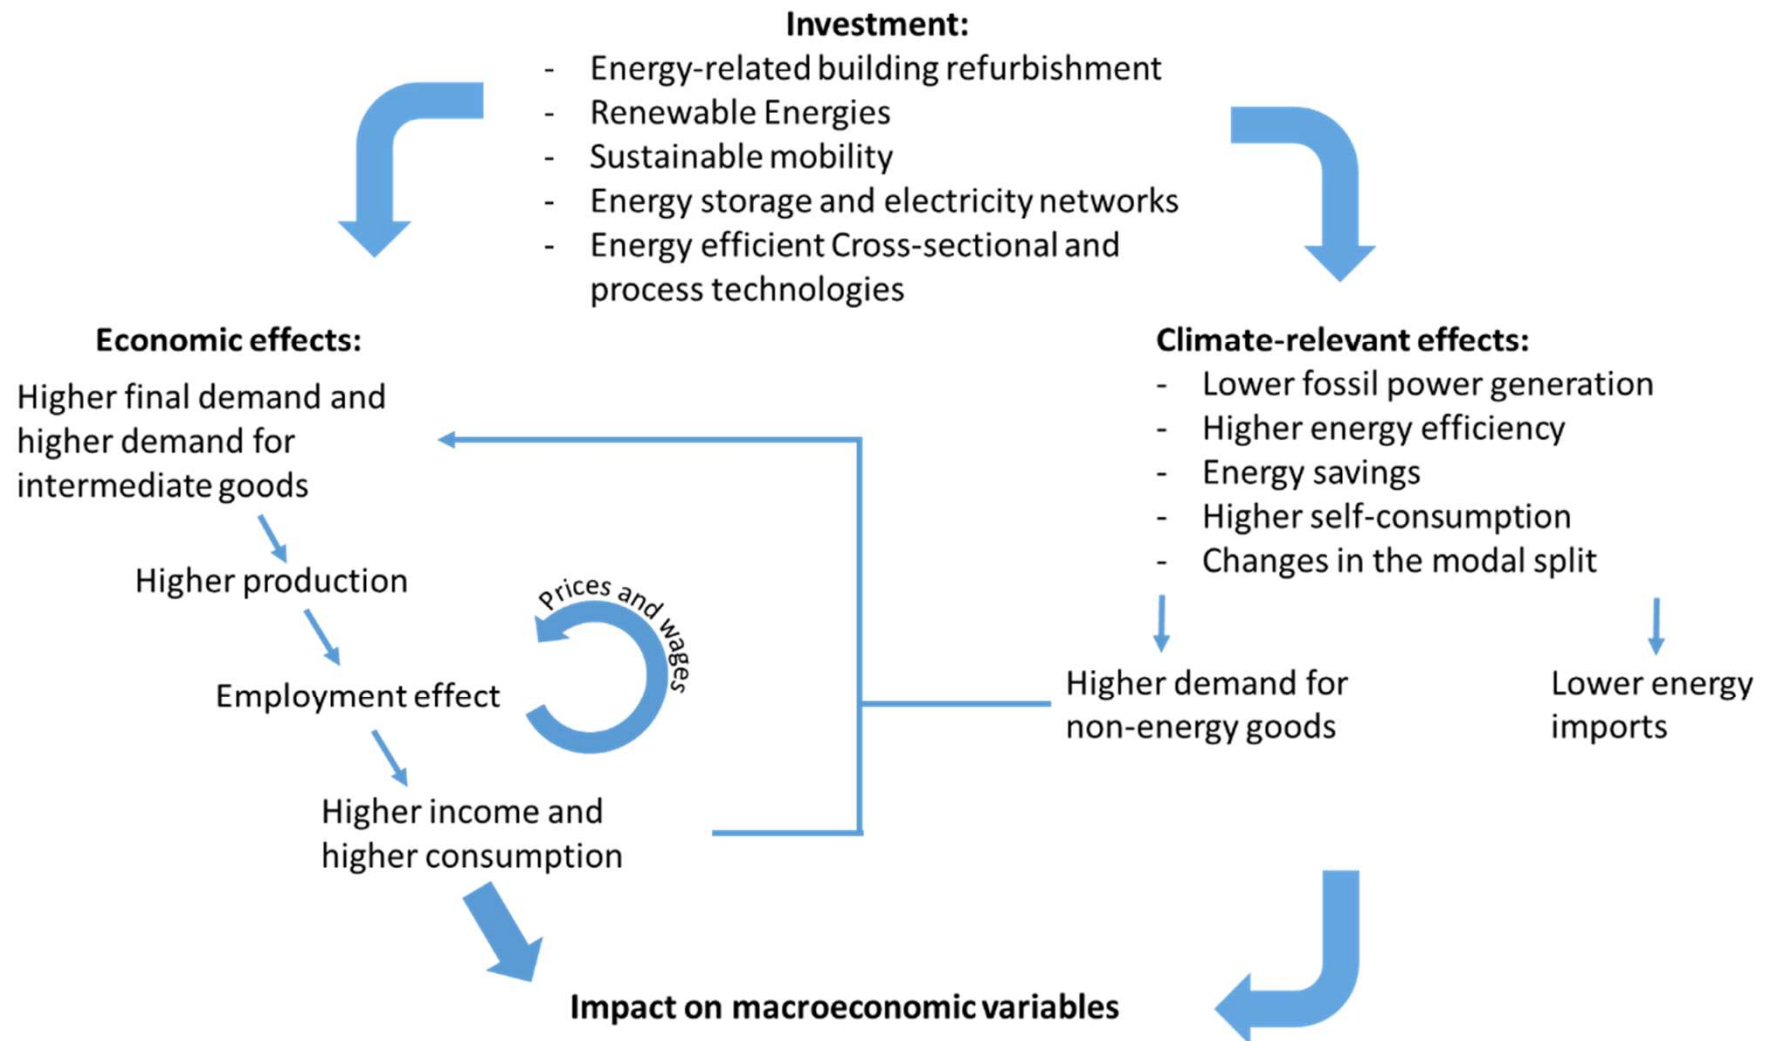 Investment:
- Energy-related building refurbishment
- Renewable Energies
- Sustainable mobility
- Energy storage and electricity networks
- Energy efficient Cross-sectional and
process technologies
Economic effects:
Higher final demand and
higher demand for
intermediate goods
Higher production
Employment effect
Higher income and
higher consumption
Prices and wages
Climate-relevant effects:
- Lower fossil power generation
- Higher energy efficiency
- Energy savings
- Higher self-consumption
- Changes in the modal split
Higher demand for
non-energy goods
Lower energy
imports
Impact on macroeconomic variables